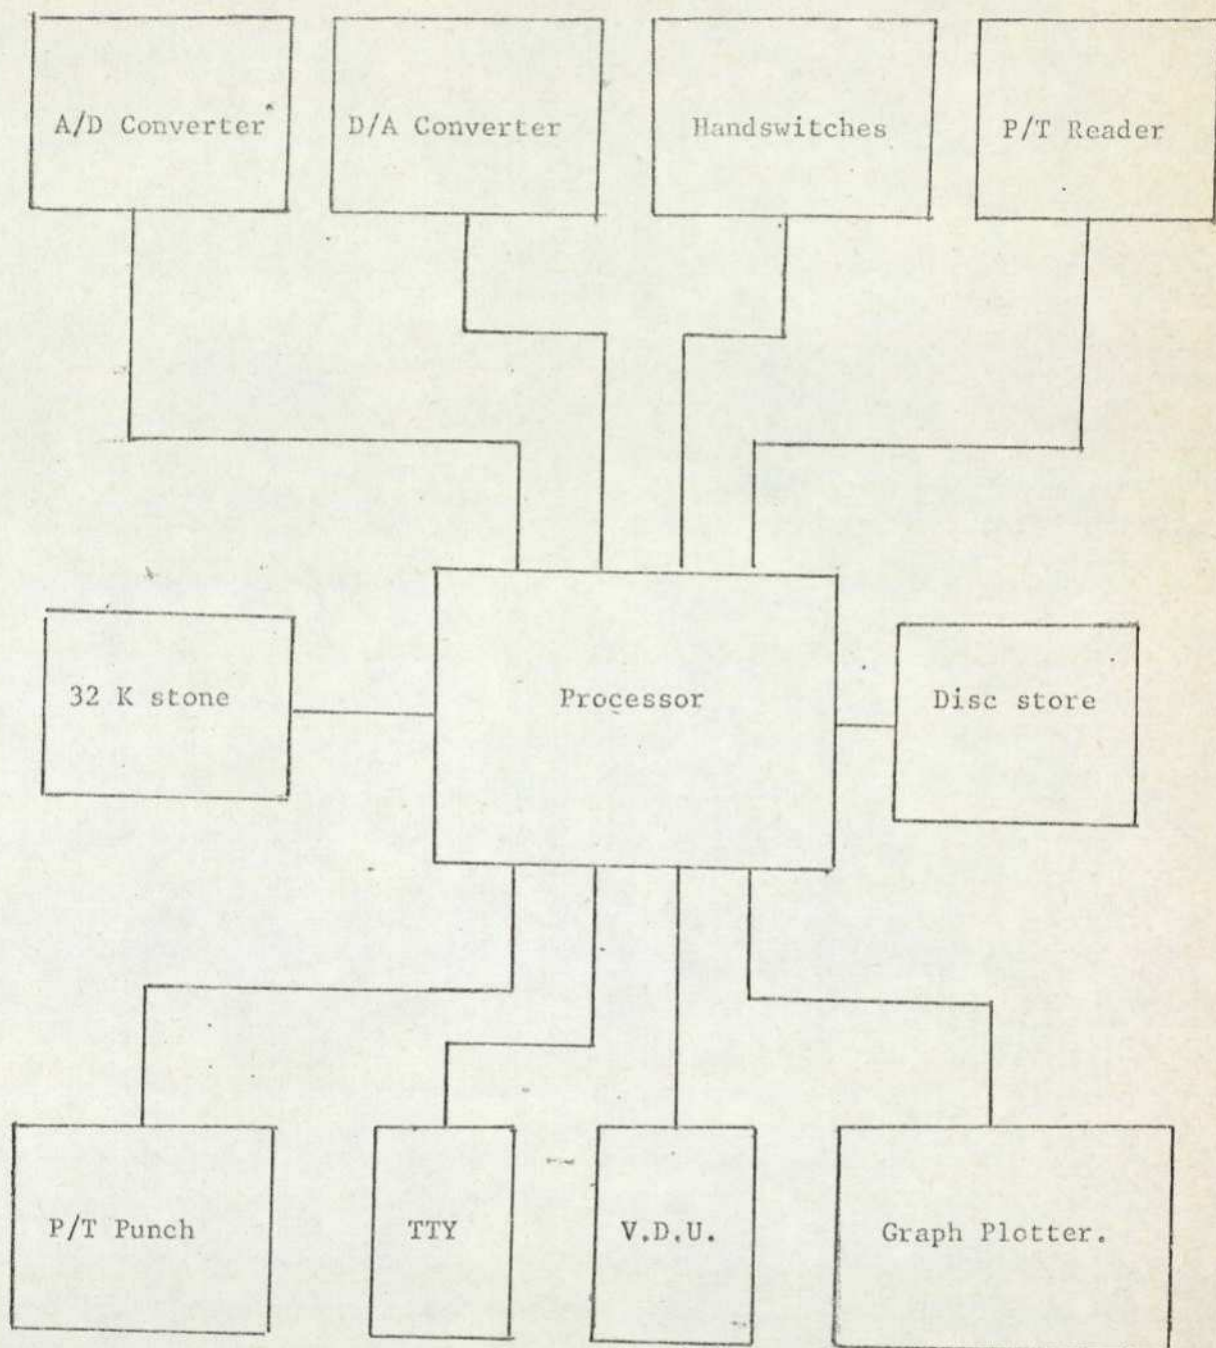 A/D Converter
D/A Converter
Handswitches
P/T Reader
32 K stone
Processor
Disc store
P/T Punch
TTY
V.D.U.
Graph Plotter.